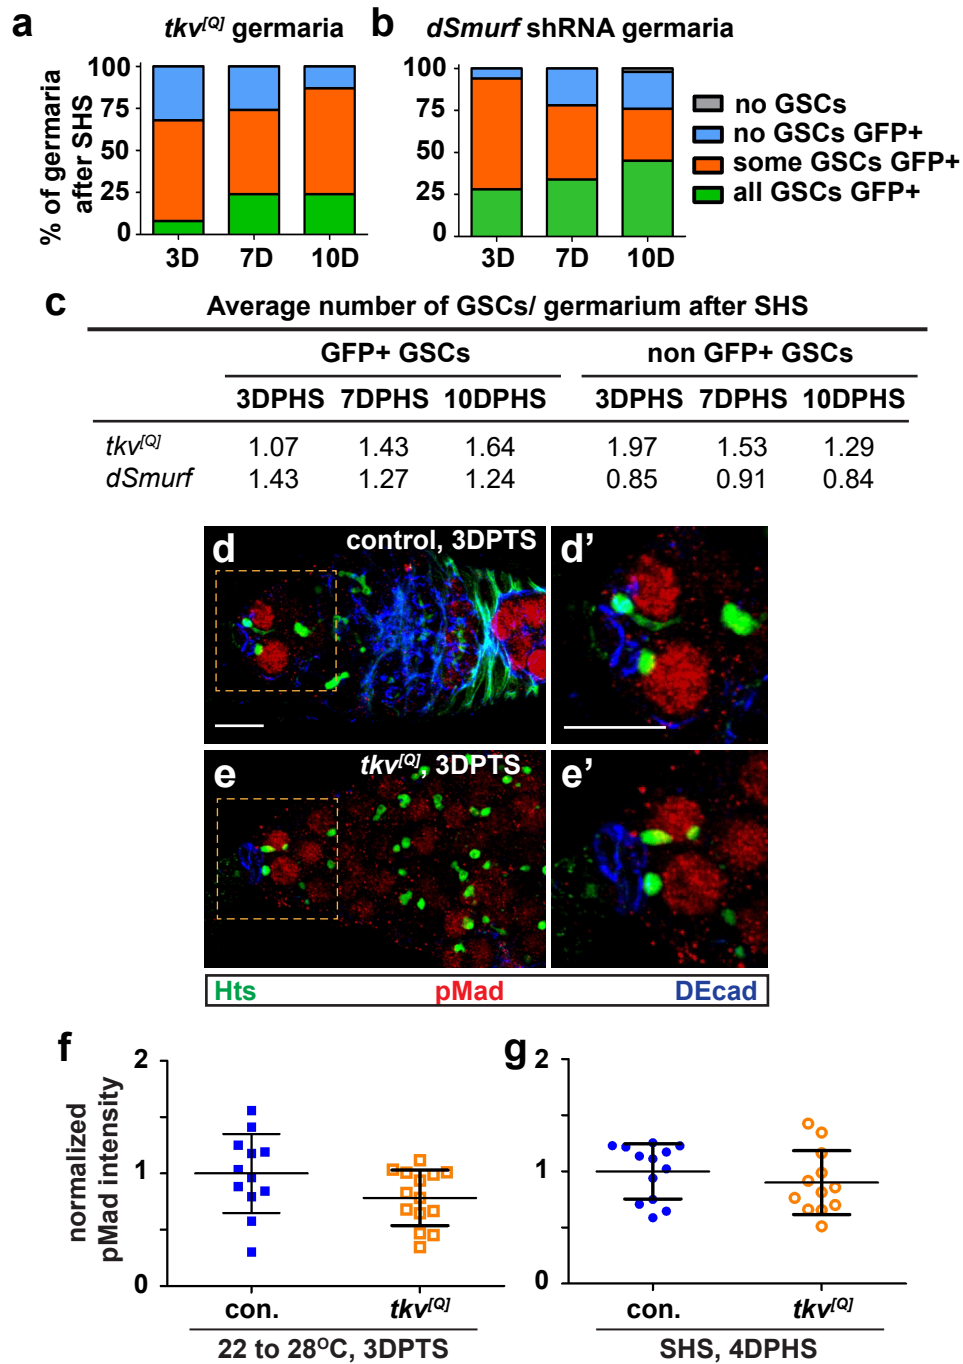 a tkv[Q] germaria
b dSmurf shRNA germaria
% of germaria
after SHS
100
75
50
25
0
3D 7D 10D
100
75
50
25
0
3D 7D 10D
no GSCs
no GSCs GFP+
some GSCs GFP+
all GSCs GFP+
c Average number of GSCs/ germarium after SHS
GFP+ GSCs non GFP+ GSCs
3DPHS 7DPHS 10DPHS 3DPHS 7DPHS 10DPHS
tkv[Q] 1.07 1.43 1.64 1.97 1.53 1.29
dSmurf 1.43 1.27 1.24 0.85 0.91 0.84
d control, 3DPTS
d'
e tkv[Q], 3DPTS
e'
Hts pMad DEcad
f
normalized
pMad intensity
2
1
0
con. tkv[Q]
22 to 28OC, 3DPTS
g
2
1
0
con. tkv[Q]
SHS, 4DPHS